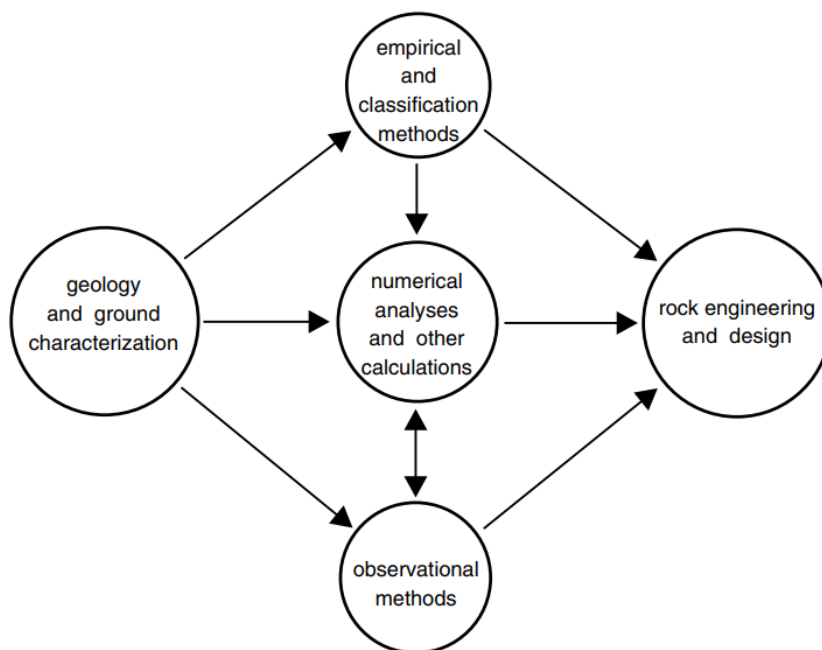 empirical
and
classification
methods
geology
and ground
characterization
numerical
analyses
and other
calculations
rock engineering
and design
observational
methods